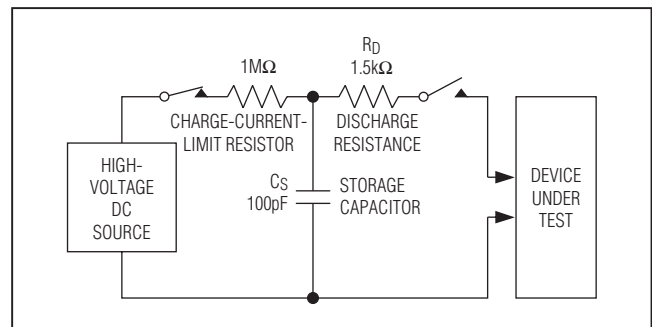 R_D
1MΩ
1.5kΩ
CHARGE-CURRENT-
LIMIT RESISTOR
DISCHARGE
RESISTANCE
HIGH-
VOLTAGE
DC
SOURCE
C_S
100pF
STORAGE
CAPACITOR
DEVICE
UNDER
TEST